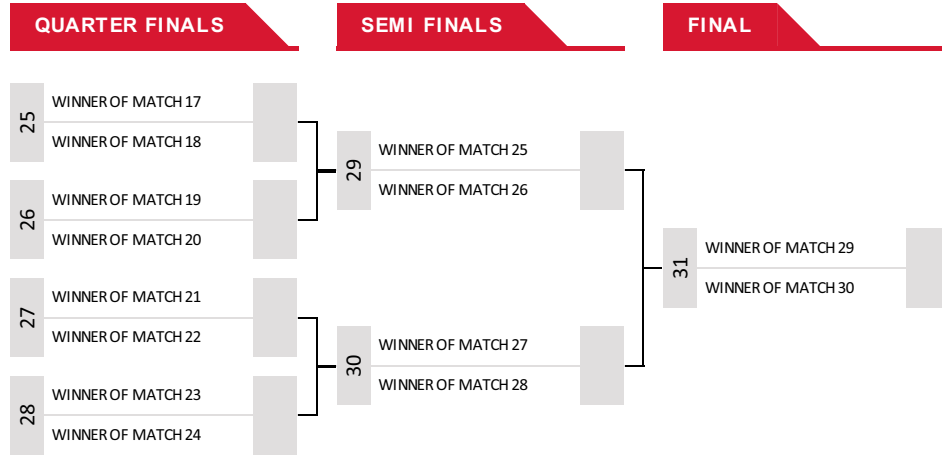 QUARTER FINALS
SEMI FINALS
FINAL
25
WINNER OF MATCH 17
WINNER OF MATCH 18
26
WINNER OF MATCH 19
WINNER OF MATCH 20
27
WINNER OF MATCH 21
WINNER OF MATCH 22
28
WINNER OF MATCH 23
WINNER OF MATCH 24
29
WINNER OF MATCH 25
WINNER OF MATCH 26
30
WINNER OF MATCH 27
WINNER OF MATCH 28
31
WINNER OF MATCH 29
WINNER OF MATCH 30